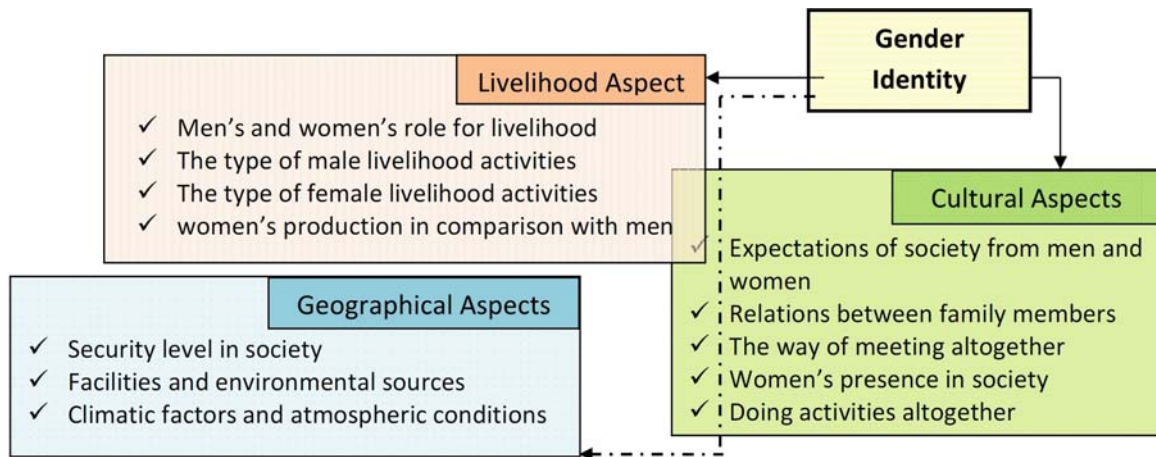 Gender
Identity
Livelihood Aspect
✓ Men's and women's role for livelihood
✓ The type of male livelihood activities
✓ The type of female livelihood activities
✓ women's production in comparison with men
Cultural Aspects
✓ Expectations of society from men and
women
✓ Relations between family members
✓ The way of meeting altogether
✓ Women's presence in society
✓ Doing activities altogether
Geographical Aspects
✓ Security level in society
✓ Facilities and environmental sources
✓ Climatic factors and atmospheric conditions